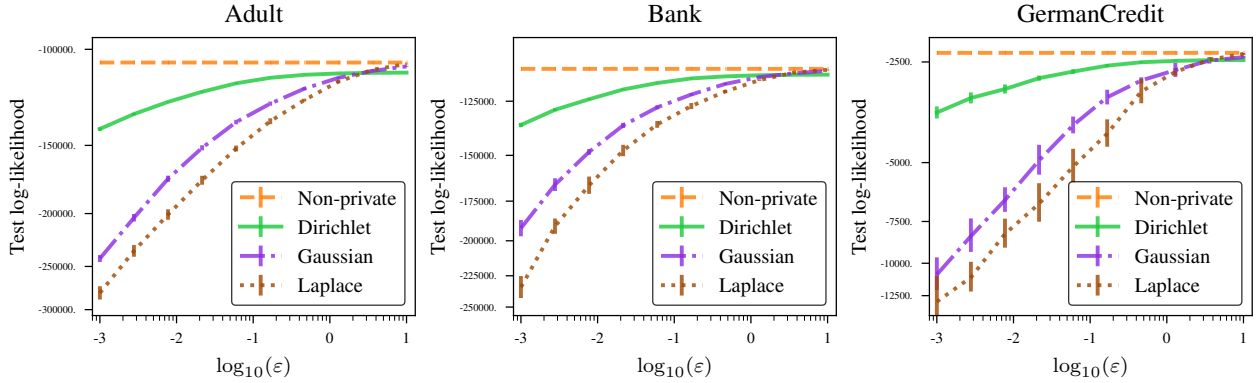 Adult
Test log-likelihood
-100000.
-150000.
-200000.
-250000.
-300000.
Non-private
Dirichlet
Gaussian
Laplace
-3 -2 -1 0 1
log₁₀(ε)
Bank
Test log-likelihood
-125000.
-150000.
-175000.
-200000.
-225000.
-250000.
Non-private
Dirichlet
Gaussian
Laplace
-3 -2 -1 0 1
log₁₀(ε)
GermanCredit
Test log-likelihood
-2500.
-5000.
-7500.
-10000.
-12500.
Non-private
Dirichlet
Gaussian
Laplace
-3 -2 -1 0 1
log₁₀(ε)